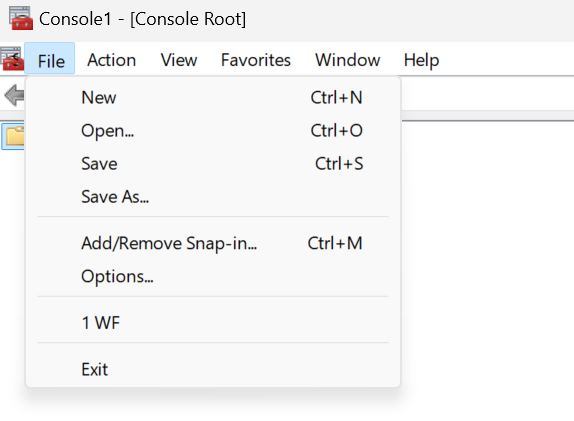 Console1 - [Console Root]
File Action View Favorites Window Help
New Ctrl+N
Open... Ctrl+O
Save Ctrl+S
Save As...
Add/Remove Snap-in... Ctrl+M
Options...
1 WF
Exit